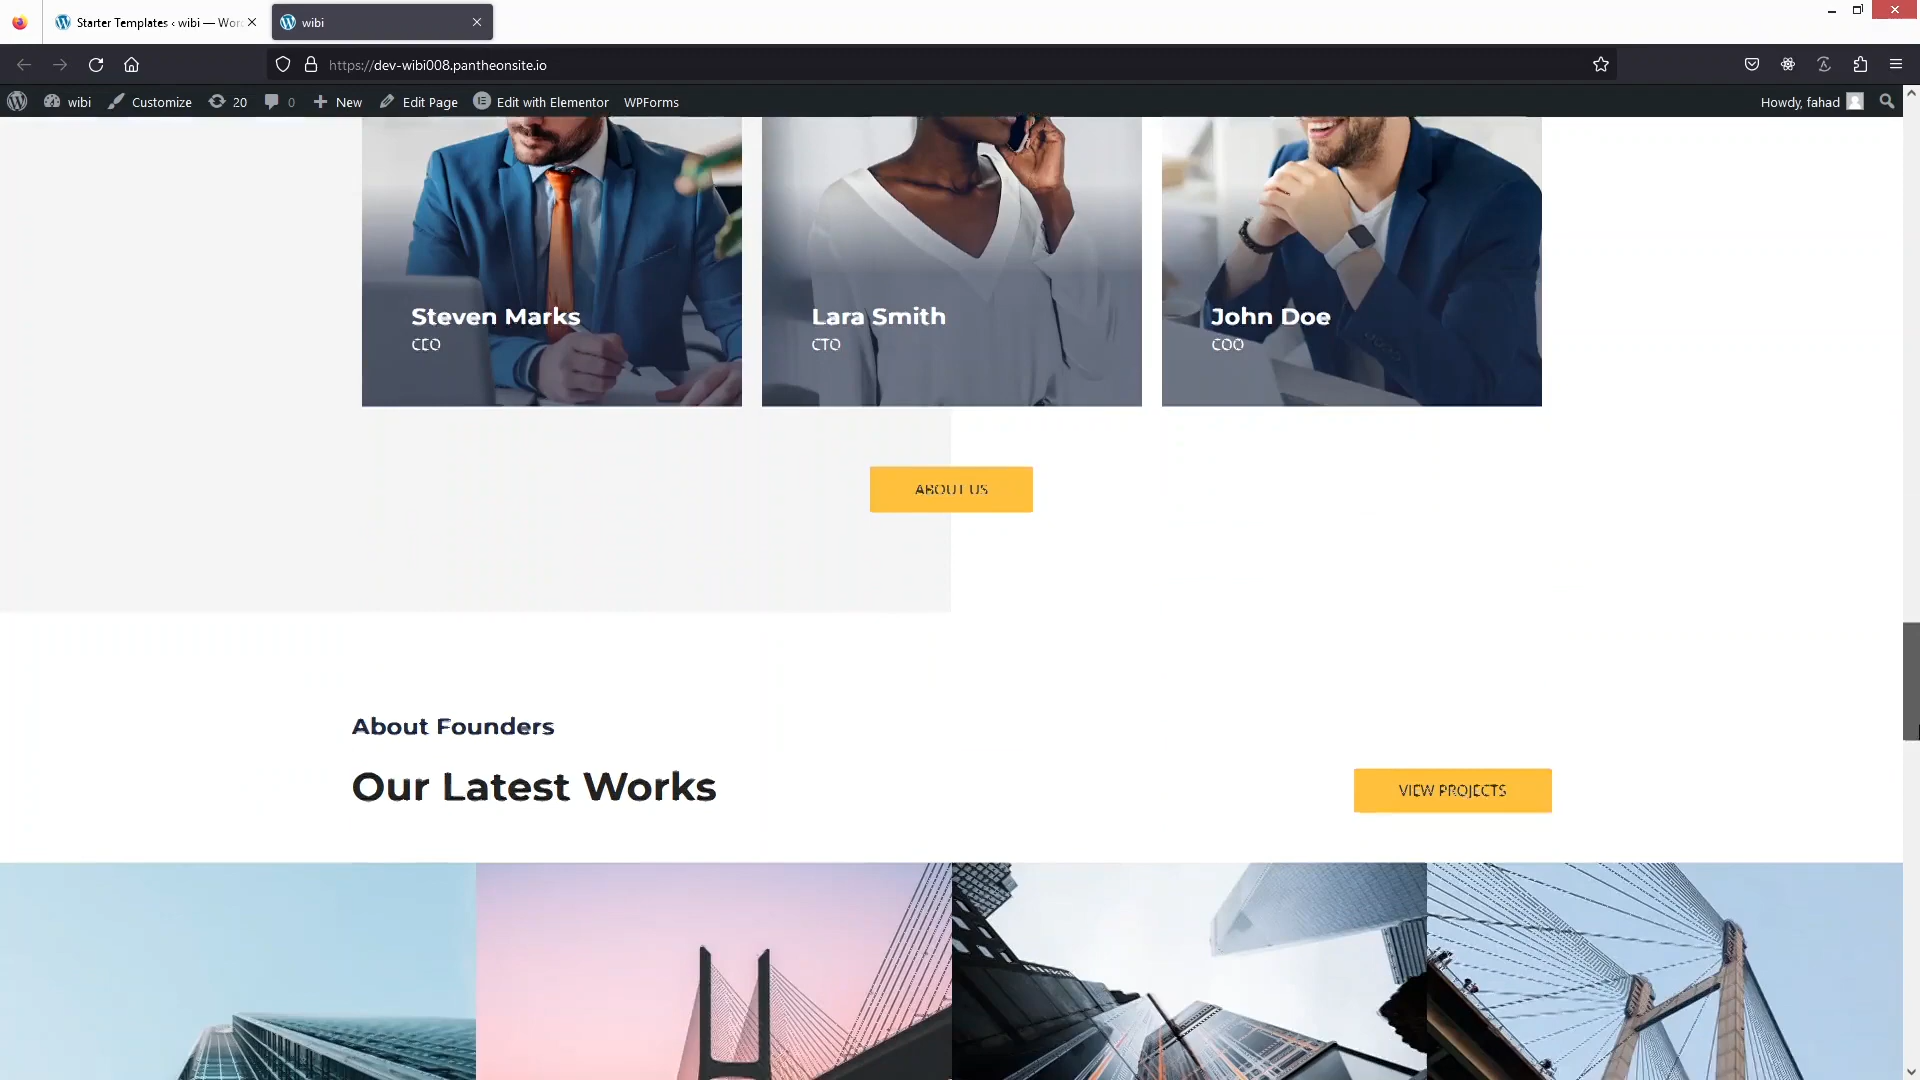 Starter Templates ‹ wibi — Wor
wibi
https://dev-wibi008.pantheonsite.io
wibi
Customize
20
0
New
Edit Page
Edit with Elementor
WPForms
Howdy, fahad
Steven Marks
CEO
Lara Smith
CTO
John Doe
COO
ABOUT US
About Founders
Our Latest Works
VIEW PROJECTS